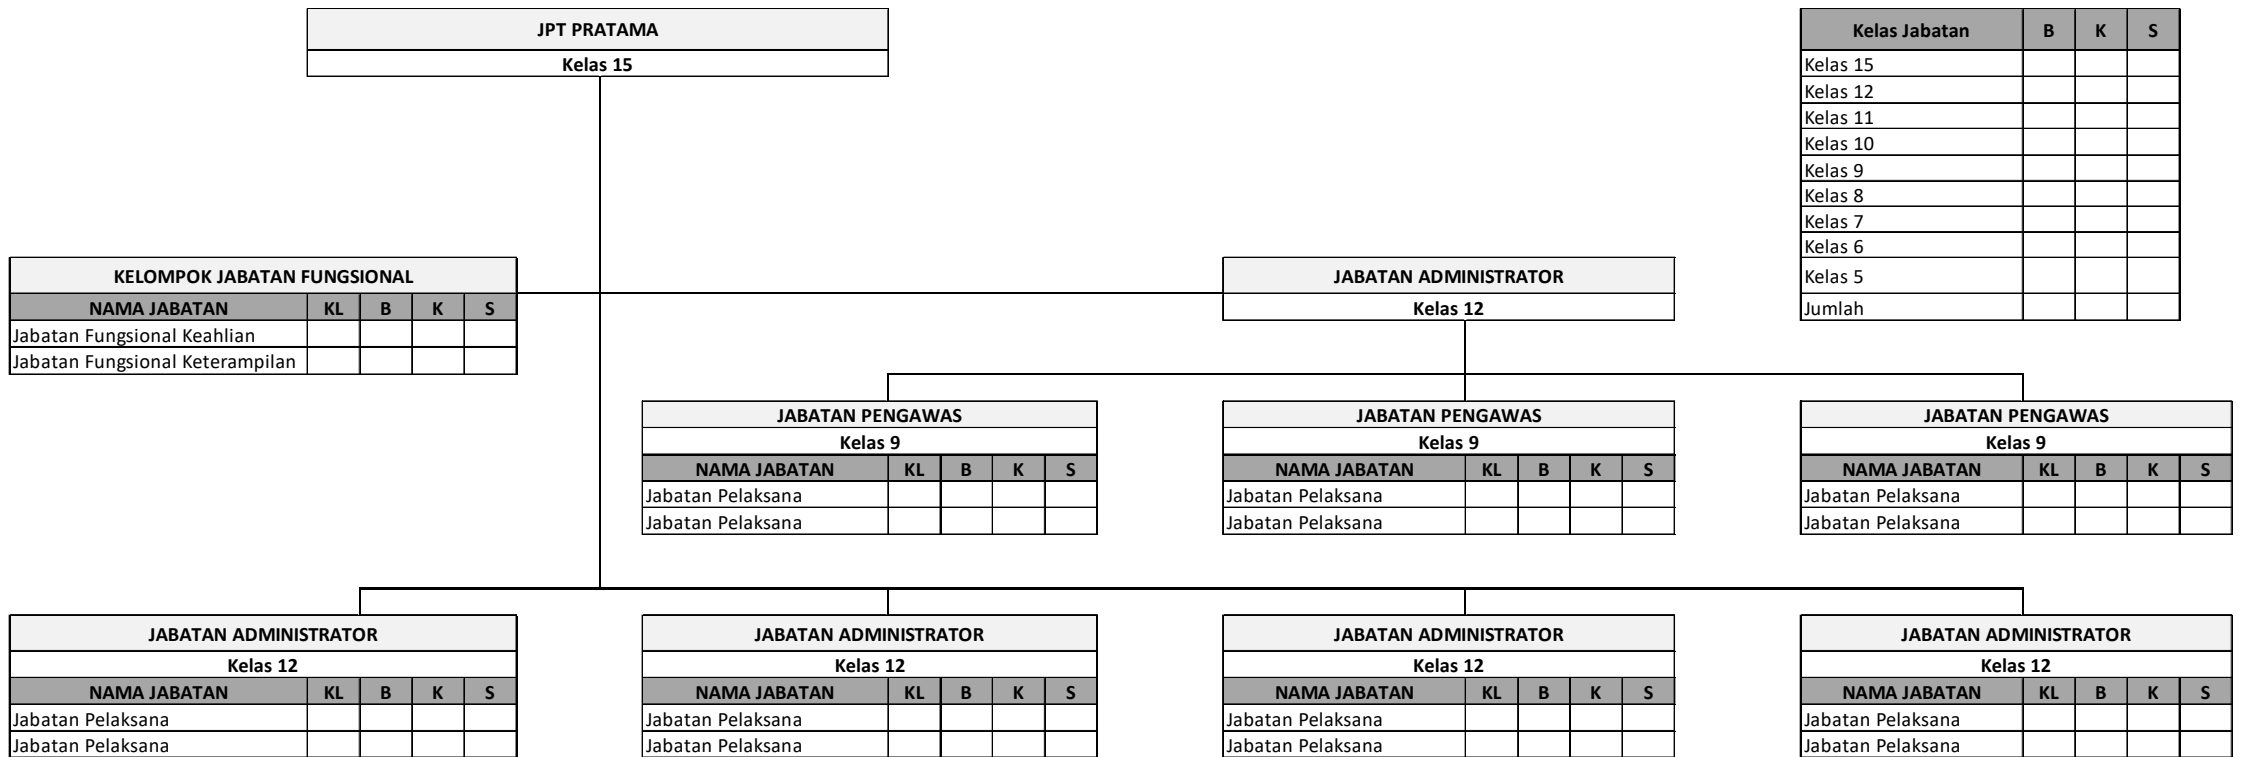 JPT PRATAMA
Kelas 15
Kelas Jabatan B K S
Kelas 15
Kelas 12
Kelas 11
Kelas 10
Kelas 9
Kelas 8
Kelas 7
Kelas 6
Kelas 5
Jumlah
KELOMPOK JABATAN FUNGSIONAL
NAMA JABATAN KL B K S
Jabatan Fungsional Keahlian
Jabatan Fungsional Keterampilan
JABATAN ADMINISTRATOR
Kelas 12
JABATAN PENGAWAS
Kelas 9
NAMA JABATAN KL B K S
Jabatan Pelaksana
Jabatan Pelaksana
JABATAN PENGAWAS
Kelas 9
NAMA JABATAN KL B K S
Jabatan Pelaksana
Jabatan Pelaksana
JABATAN PENGAWAS
Kelas 9
NAMA JABATAN KL B K S
Jabatan Pelaksana
Jabatan Pelaksana
JABATAN ADMINISTRATOR
Kelas 12
NAMA JABATAN KL B K S
Jabatan Pelaksana
Jabatan Pelaksana
JABATAN ADMINISTRATOR
Kelas 12
NAMA JABATAN KL B K S
Jabatan Pelaksana
Jabatan Pelaksana
JABATAN ADMINISTRATOR
Kelas 12
NAMA JABATAN KL B K S
Jabatan Pelaksana
Jabatan Pelaksana
JABATAN ADMINISTRATOR
Kelas 12
NAMA JABATAN KL B K S
Jabatan Pelaksana
Jabatan Pelaksana